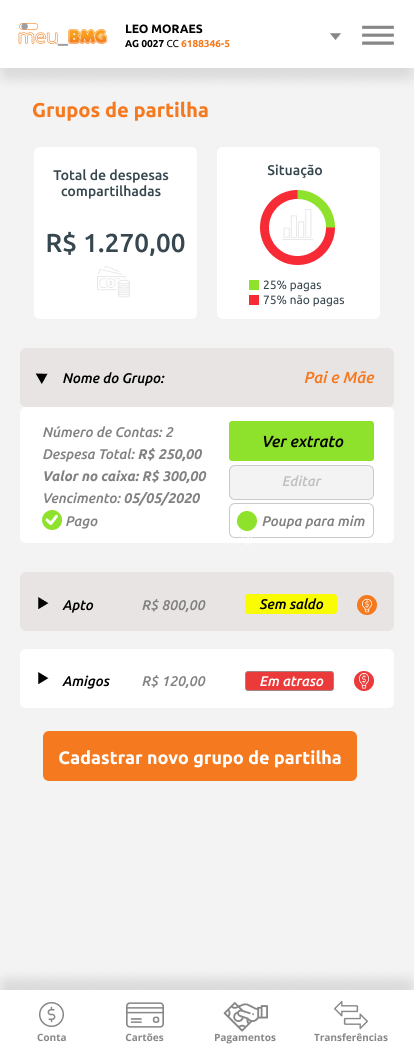 meu_BMG
LEO MORAES
AG 0027 CC 6188346-5
Grupos de partilha
Total de despesas
compartilhadas
R$ 1.270,00
Situação
25% pagas
75% não pagas
Nome do Grupo:
Pai e Mãe
Número de Contas: 2
Despesa Total: R$ 250,00
Valor no caixa: R$ 300,00
Vencimento: 05/05/2020
Pago
Ver extrato
Editar
Poupa para mim
Apto R$ 800,00 Sem saldo
Amigos R$ 120,00 Em atraso
Cadastrar novo grupo de partilha
Conta Cartões Pagamentos Transferências